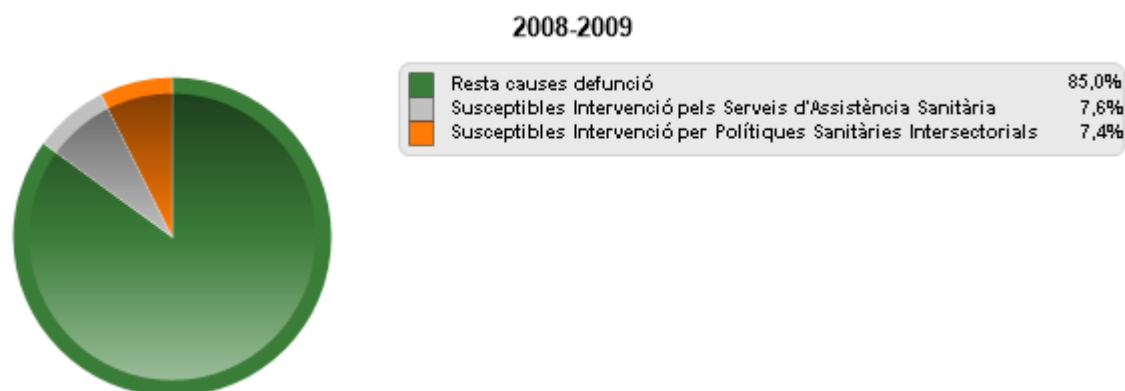 2008-2009
Resta causes defunció 85,0%
Susceptibles Intervenció pels Serveis d'Assistència Sanitària 7,6%
Susceptibles Intervenció per Polítiques Sanitàries Intersectorials 7,4%